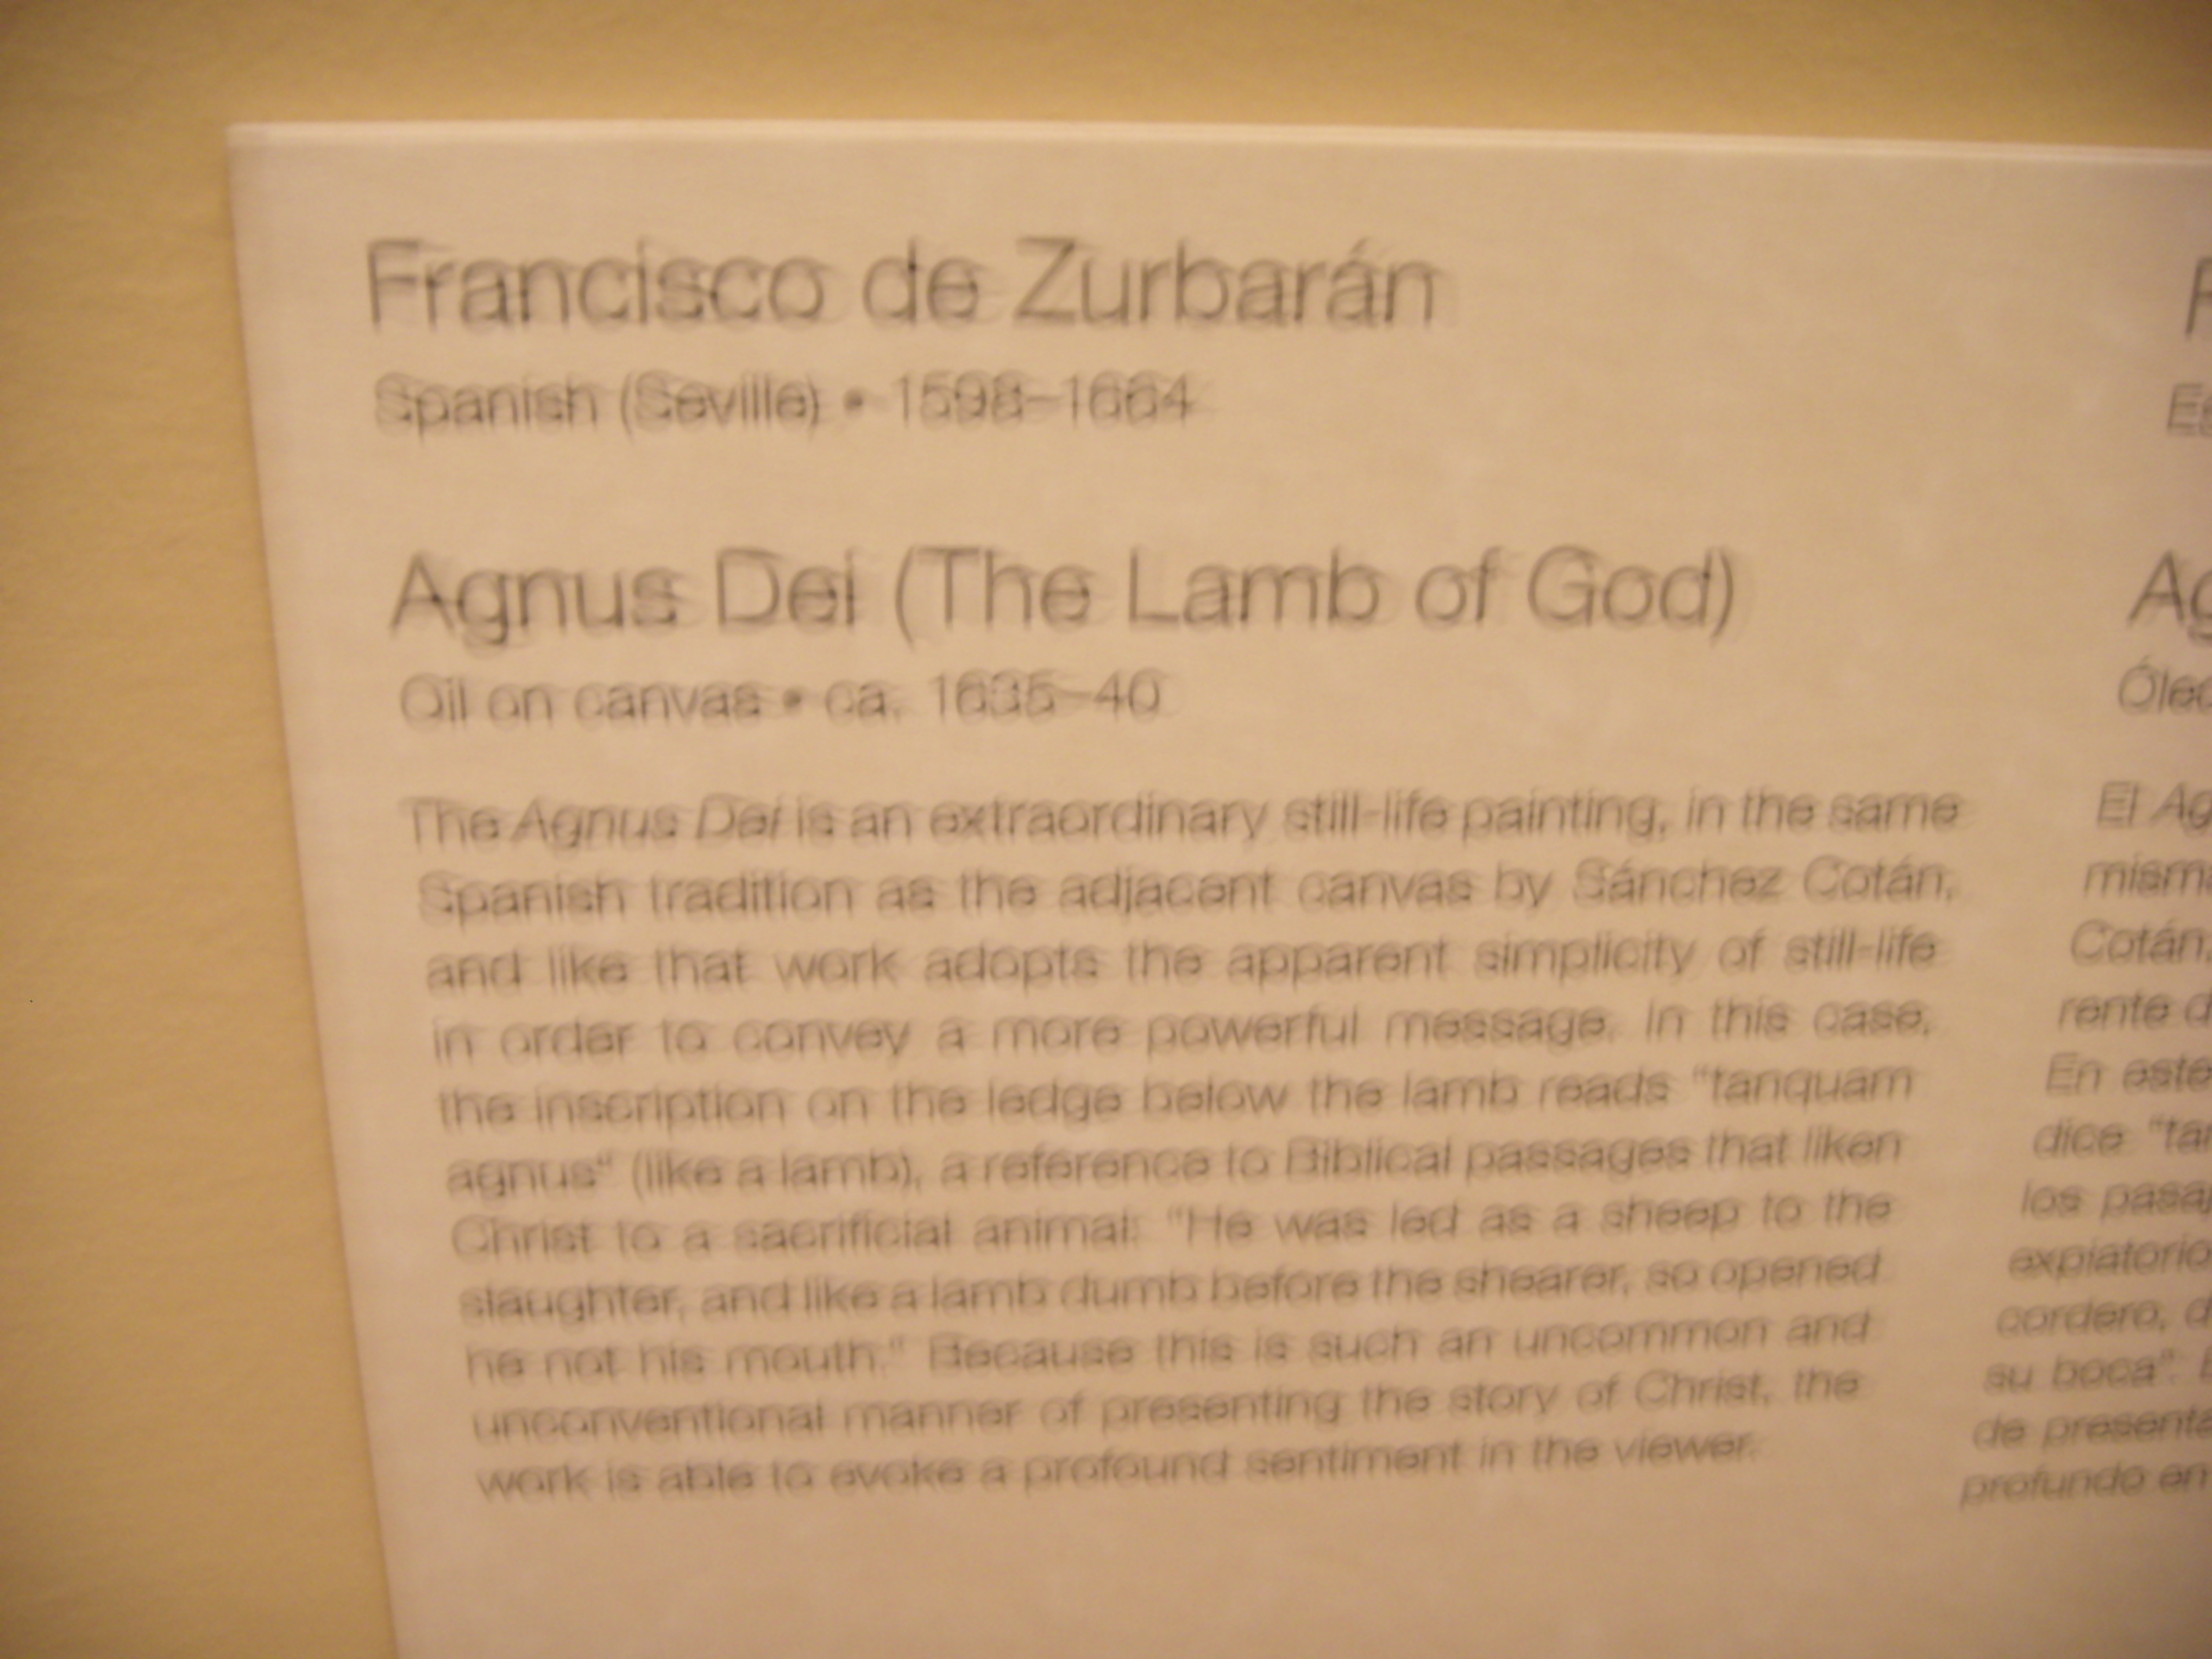 Francisco de Zurbarán
Spanish (Seville) • 1598–1664
Agnus Dei (The Lamb of God)
Oil on canvas • ca. 1635–40
The Agnus Dei is an extraordinary still-life painting, in the same
Spanish tradition as the adjacent canvas by Sánchez Cotán,
and like that work adopts the apparent simplicity of still-life
in order to convey a more powerful message. In this case,
the inscription on the ledge below the lamb reads “tanquam
agnus” (like a lamb), a reference to Biblical passages that liken
Christ to a sacrificial animal: “He was led as a sheep to the
slaughter, and like a lamb dumb before the shearer, so opened
he not his mouth.” Because this is such an uncommon and
unconventional manner of presenting the story of Christ, the
work is able to evoke a profound sentiment in the viewer.
El
Cotán,
rente
En este
dice
los
cordero,
su boca”.
de
profundo en